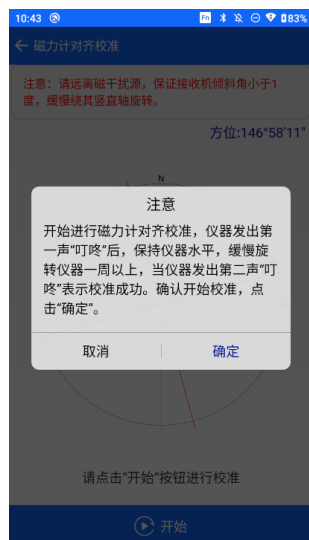 10:43
Fn
83%
磁力计对齐校准
注意：请远离磁干扰源，保证接收机倾斜角小于1
度，缓慢绕其竖直轴旋转。
方位:146°58'11"
N
注意
开始进行磁力计对齐校准，仪器发出第
一声“叮咚”后，保持仪器水平，缓慢旋
转仪器一周以上，当仪器发出第二声“叮
咚”表示校准成功。确认开始校准，点
击“确定”。
取消
确定
请点击“开始”按钮进行校准
开始